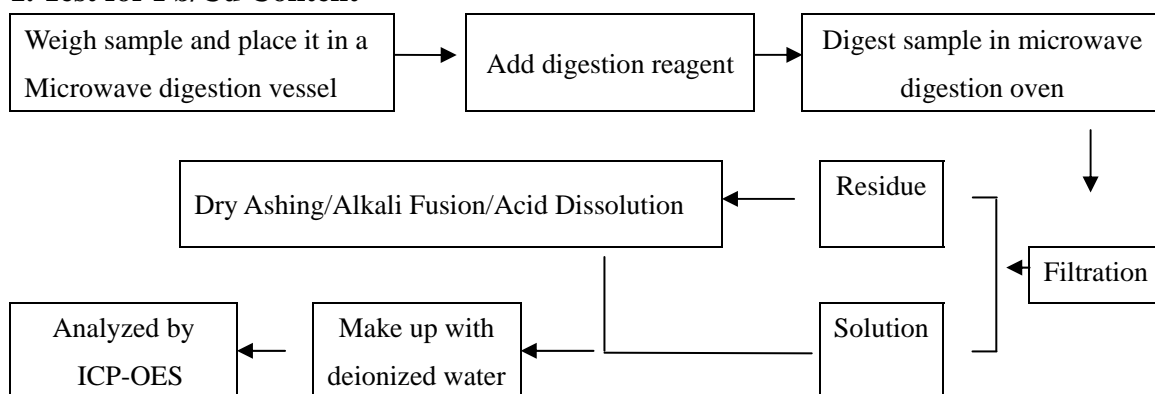 Weigh sample and place it in a
Microwave digestion vessel
Add digestion reagent
Digest sample in microwave
digestion oven
Dry Ashing/Alkali Fusion/Acid Dissolution
Residue
Filtration
Analyzed by
ICP-OES
Make up with
deionized water
Solution